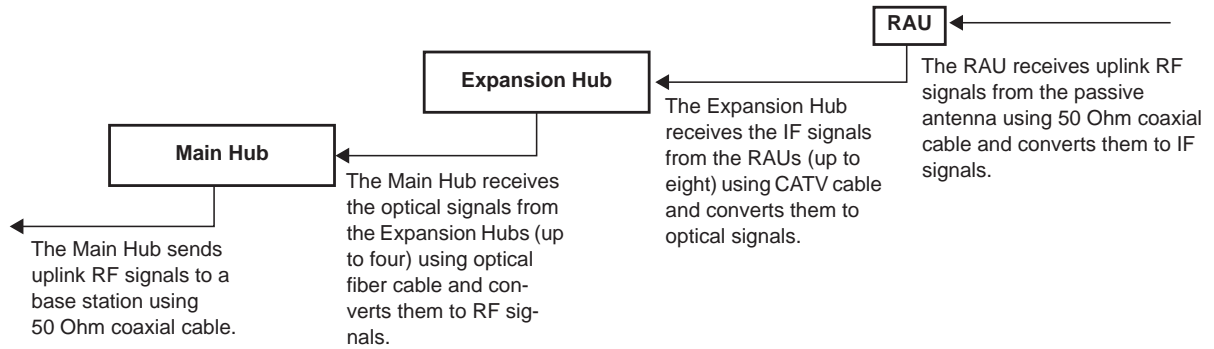 RAU
The RAU receives uplink RF
signals from the passive
antenna using 50 Ohm coaxial
cable and converts them to IF
signals.
Expansion Hub
The Expansion Hub
receives the IF signals
from the RAUs (up to
eight) using CATV cable
and converts them to
optical signals.
Main Hub
The Main Hub receives
the optical signals from
the Expansion Hubs (up
to four) using optical
fiber cable and con-
verts them to RF sig-
nals.
The Main Hub sends
uplink RF signals to a
base station using
50 Ohm coaxial cable.